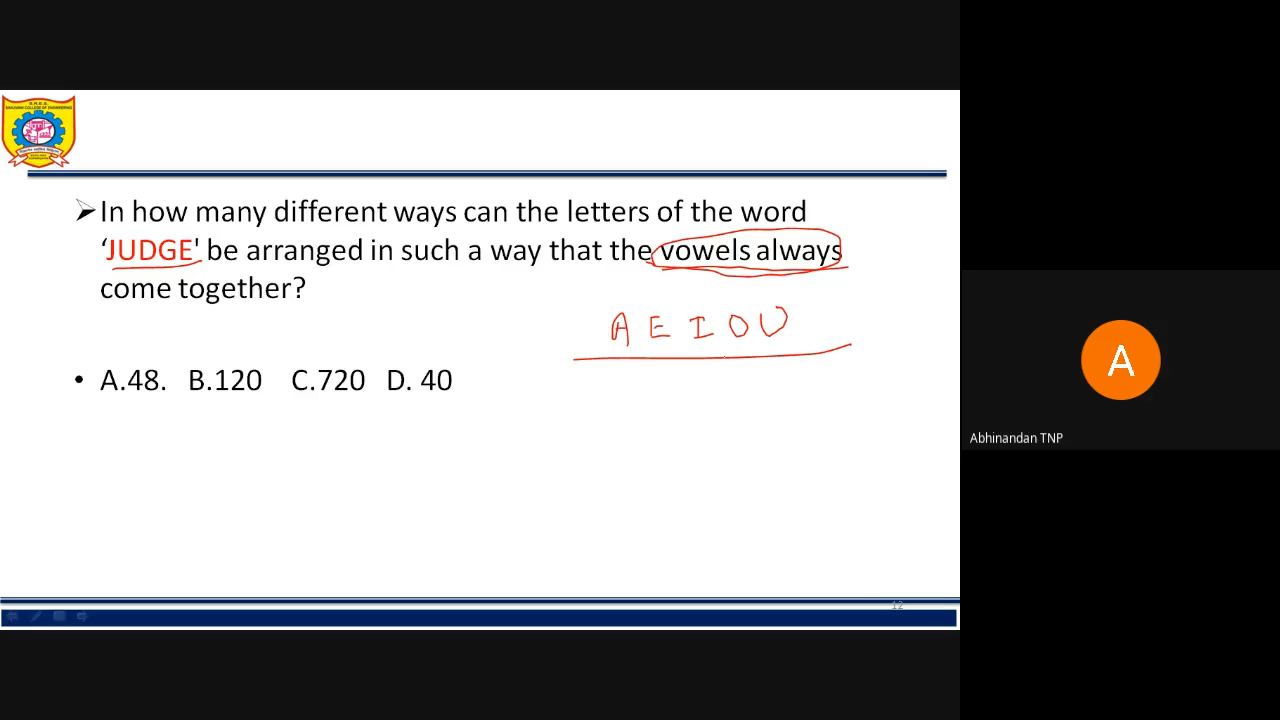 ➢In how many different ways can the letters of the word
‘JUDGE' be arranged in such a way that the vowels always
come together?
A E I O U
• A.48. B.120 C.720 D. 40
12
A
Abhinandan TNP